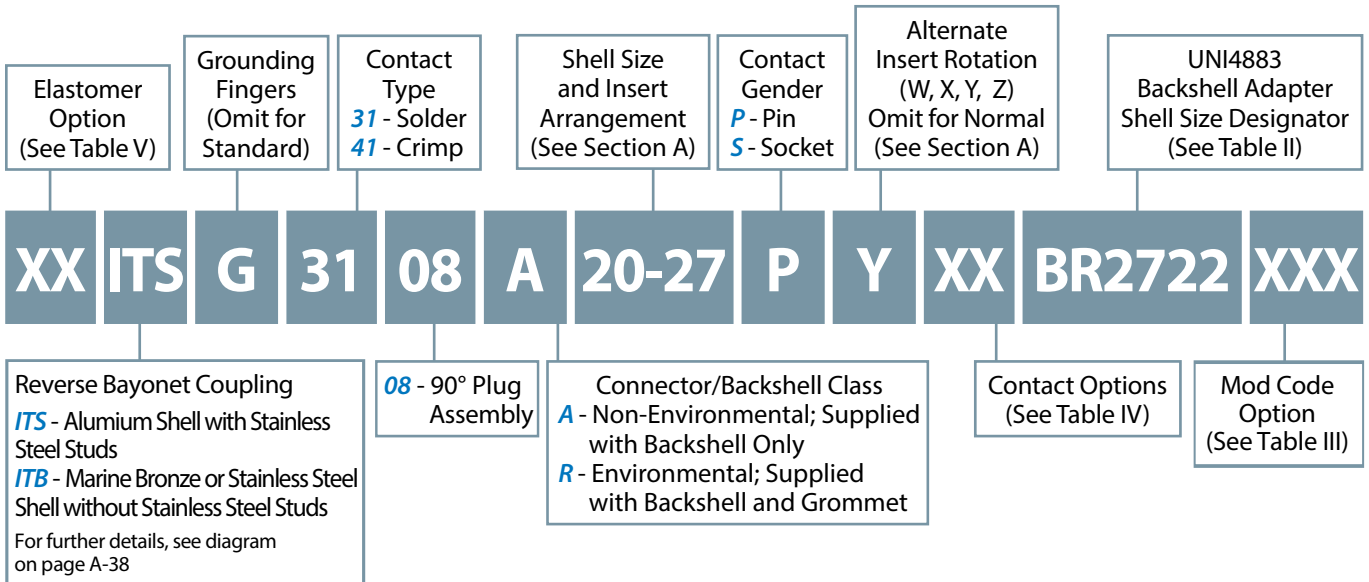 Elastomer
Option
(See Table V)
Grounding
Fingers
(Omit for
Standard)
Contact
Type
31 - Solder
41 - Crimp
Shell Size
and Insert
Arrangement
(See Section A)
Contact
Gender
P - Pin
S - Socket
Alternate
Insert Rotation
(W, X, Y, Z)
Omit for Normal
(See Section A)
UNI4883
Backshell Adapter
Shell Size Designator
(See Table II)
XX ITS G 31 08 A 20-27 P Y XX BR2722 XXX
Reverse Bayonet Coupling
ITS - Alumium Shell with Stainless
Steel Studs
ITB - Marine Bronze or Stainless Steel
Shell without Stainless Steel Studs
For further details, see diagram
on page A-38
08 - 90° Plug
Assembly
Connector/Backshell Class
A - Non-Environmental; Supplied
with Backshell Only
R - Environmental; Supplied
with Backshell and Grommet
Contact Options
(See Table IV)
Mod Code
Option
(See Table III)